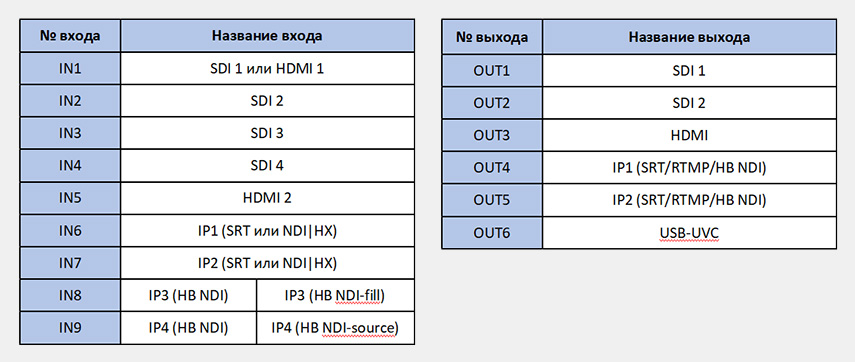 № входа Название входа
IN1 SDI 1 или HDMI 1
IN2 SDI 2
IN3 SDI 3
IN4 SDI 4
IN5 HDMI 2
IN6 IP1 (SRT или NDI|HX)
IN7 IP2 (SRT или NDI|HX)
IN8 IP3 (HB NDI) IP3 (HB NDI-fill)
IN9 IP4 (HB NDI) IP4 (HB NDI-source)
№ выхода Название выхода
OUT1 SDI 1
OUT2 SDI 2
OUT3 HDMI
OUT4 IP1 (SRT/RTMP/HB NDI)
OUT5 IP2 (SRT/RTMP/HB NDI)
OUT6 USB-UVC